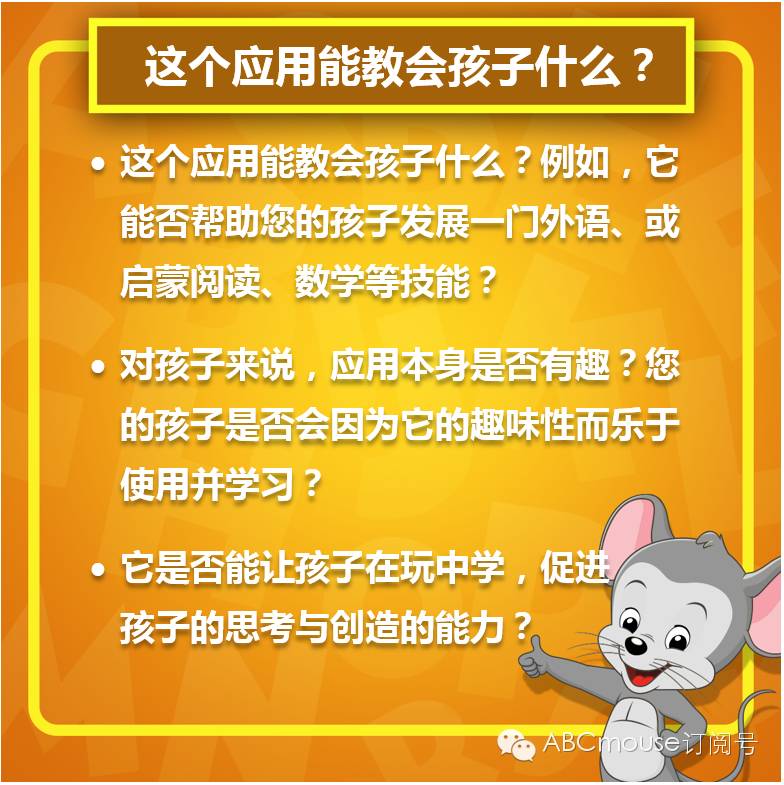 这个应用能教会孩子什么？
• 这个应用能教会孩子什么？例如，它
能否帮助您的孩子发展一门外语、或
启蒙阅读、数学等技能？
• 对孩子来说，应用本身是否有趣？您
的孩子是否会因为它的趣味性而乐于
使用并学习？
• 它是否能让孩子在玩中学，促进
孩子的思考与创造的能力？
ABCmouse订阅号